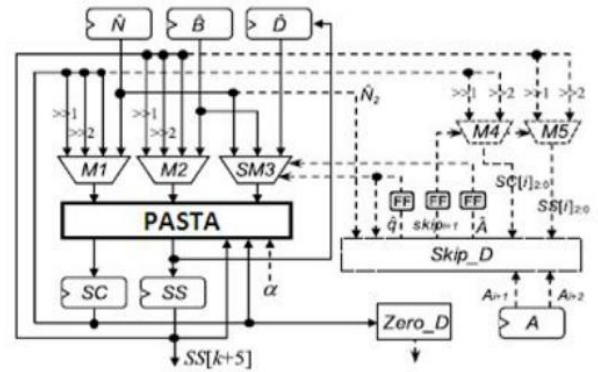 N̂ B̂ D̂
>>1 >>2 >>1 >>2 N̂₂ >>1 >>2 >>1 >>2
M1 M2 SM3 M4 M5
SC[i]2:0 SS[i]2:0
FF FF FF
q̂ skipi+1 Â
PASTA Skip_D
SC SS α Zero_D Ai+1 Ai+2 A
SS[k+5]